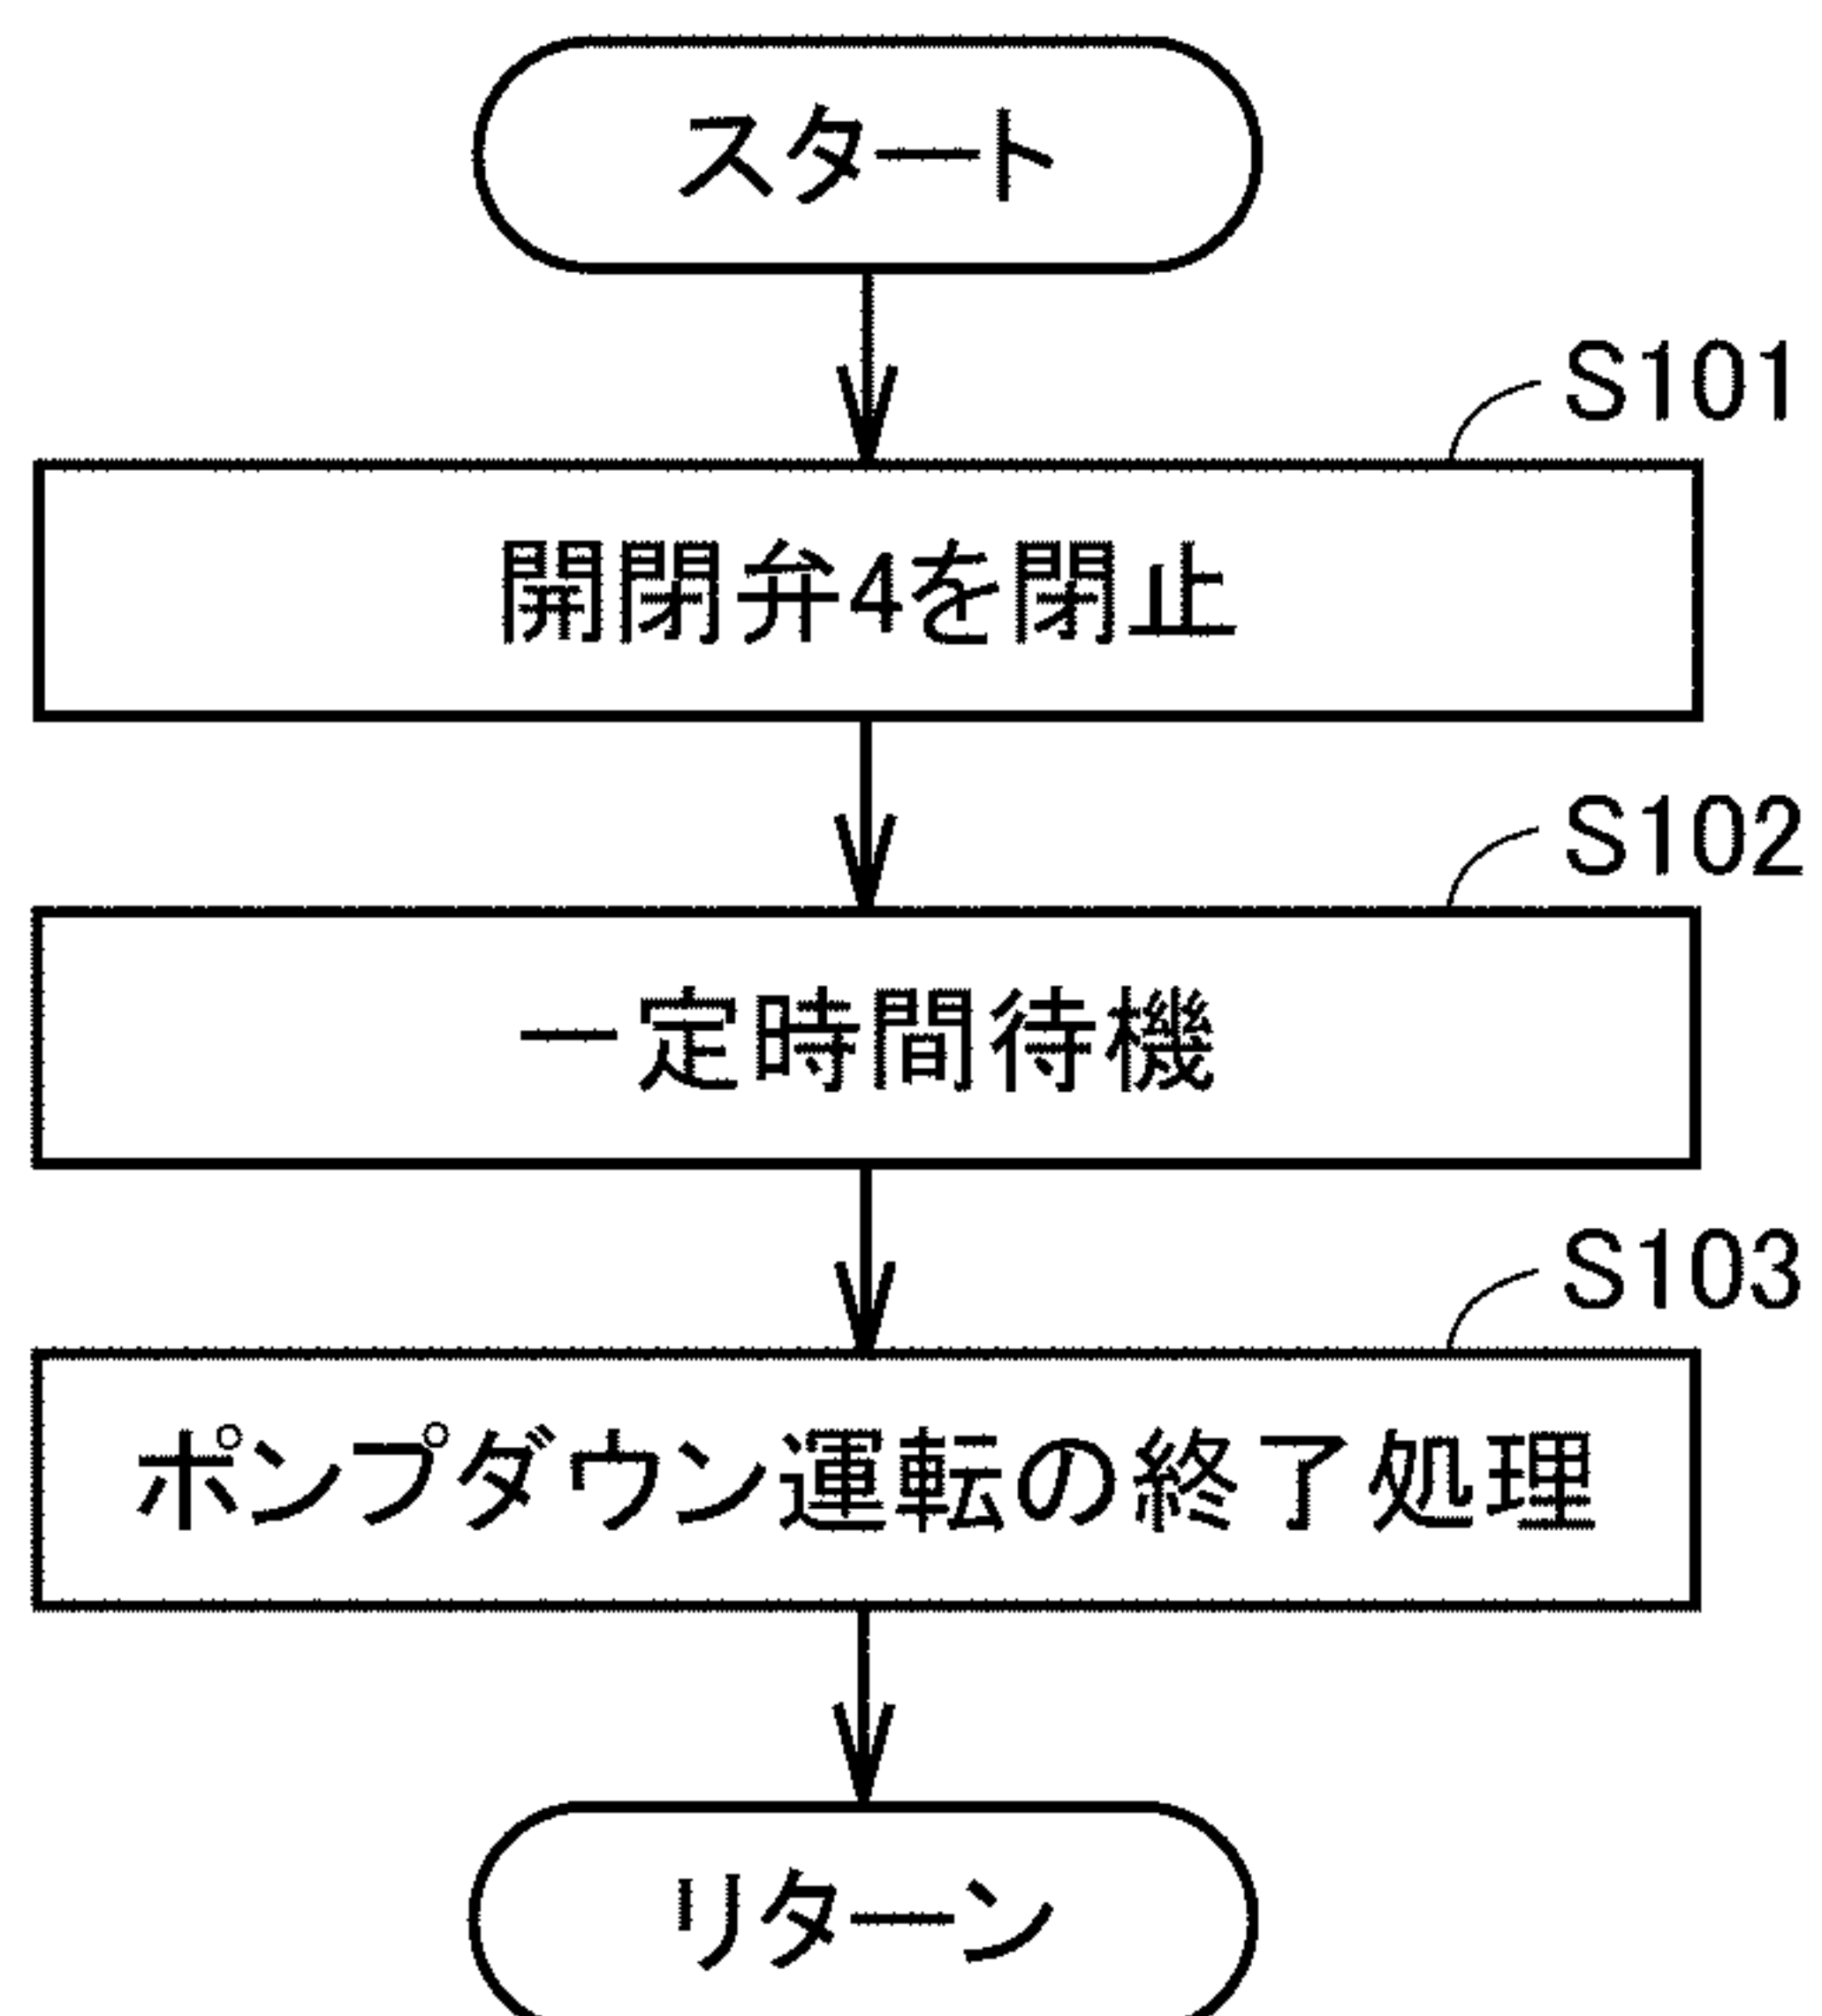 スタート
S101
開閉弁4を閉止
S102
一定時間待機
S103
ポンプダウン運転の終了処理
リターン